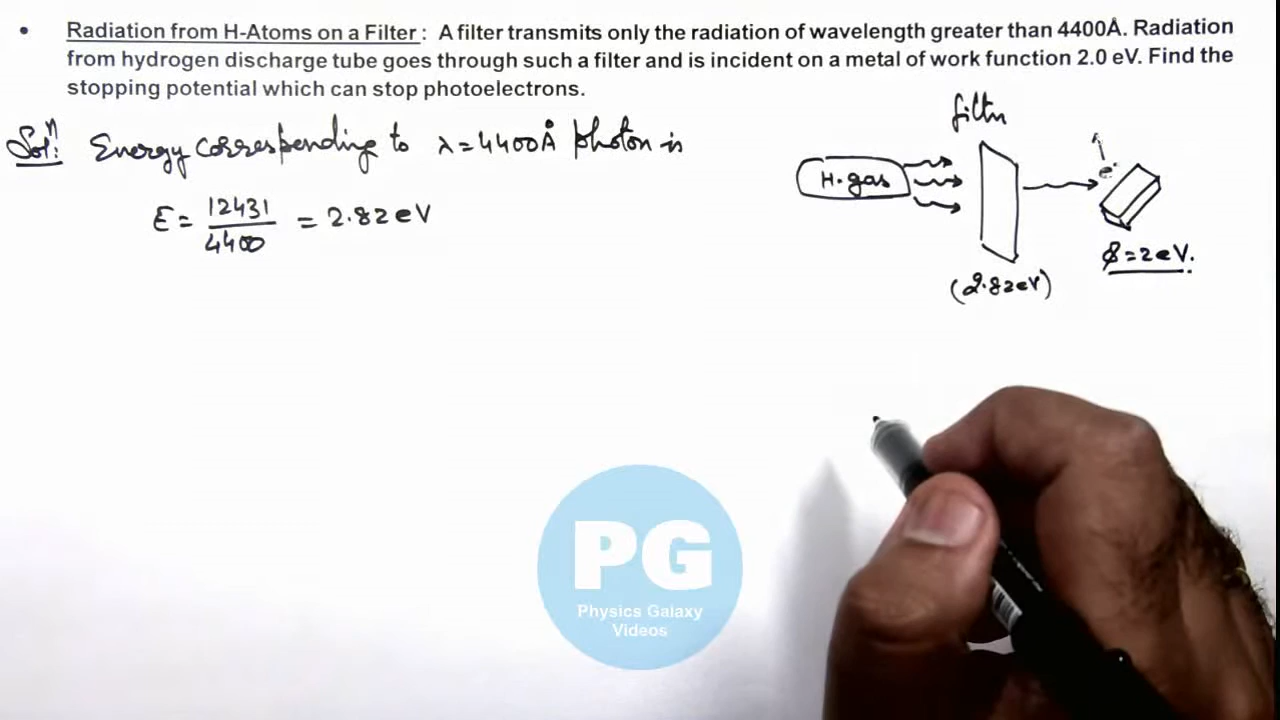 • Radiation from H-Atoms on a Filter : A filter transmits only the radiation of wavelength greater than 4400Å. Radiation
from hydrogen discharge tube goes through such a filter and is incident on a metal of work function 2.0 eV. Find the
stopping potential which can stop photoelectrons.
Solⁿ: Energy corresponding to λ=4400Å photon is
E = 12431/4400 = 2.82 eV
filter
H-gas
e⁻
(2.82eV)
φ=2eV.
PG
Physics Galaxy
Videos